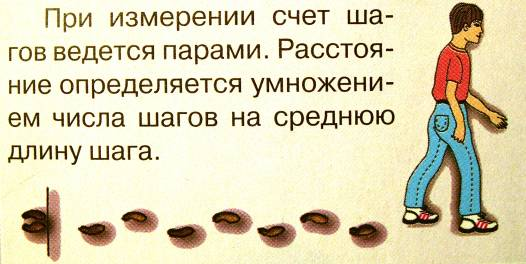 При измерении счет ша-
гов ведется парами. Расстоя-
ние определяется умножени-
ем числа шагов на среднюю
длину шага.